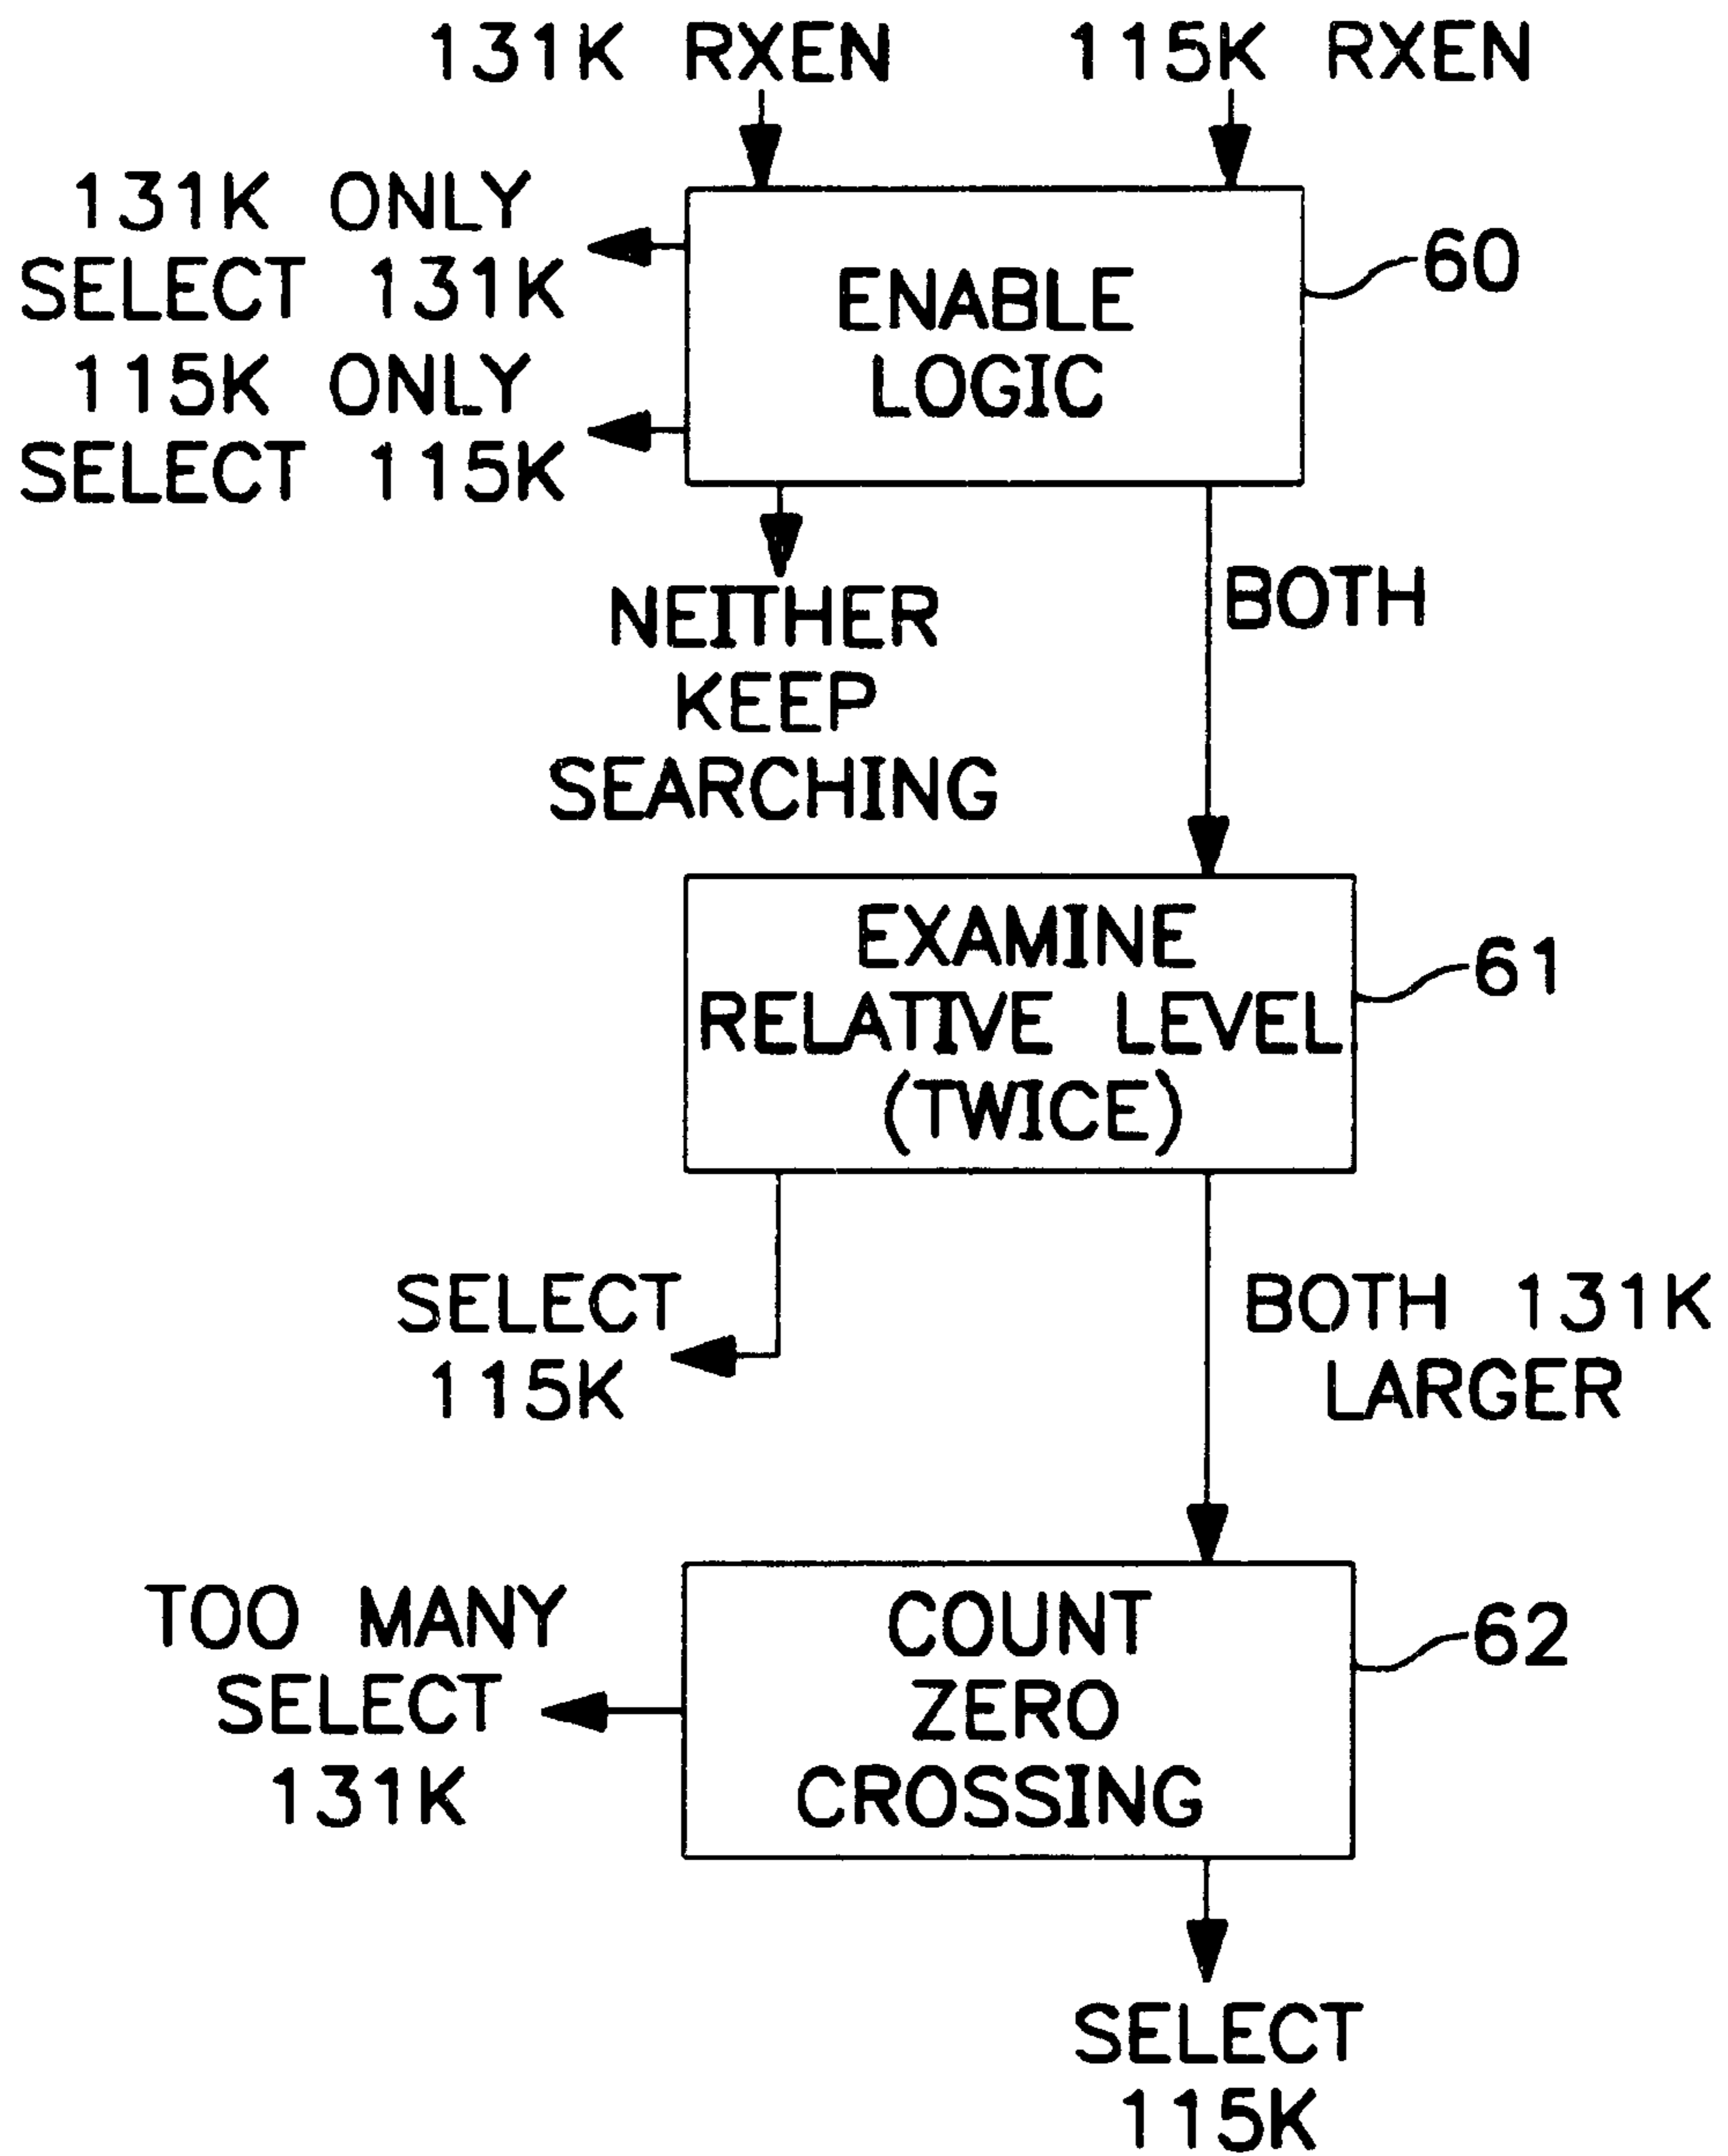 131K RXEN
115K RXEN
131K ONLY
SELECT 131K
115K ONLY
SELECT 115K
ENABLE
LOGIC
60
NEITHER
KEEP
SEARCHING
BOTH
EXAMINE
RELATIVE LEVEL
(TWICE)
61
SELECT
115K
BOTH 131K
LARGER
TOO MANY
SELECT
131K
COUNT
ZERO
CROSSING
62
SELECT
115K